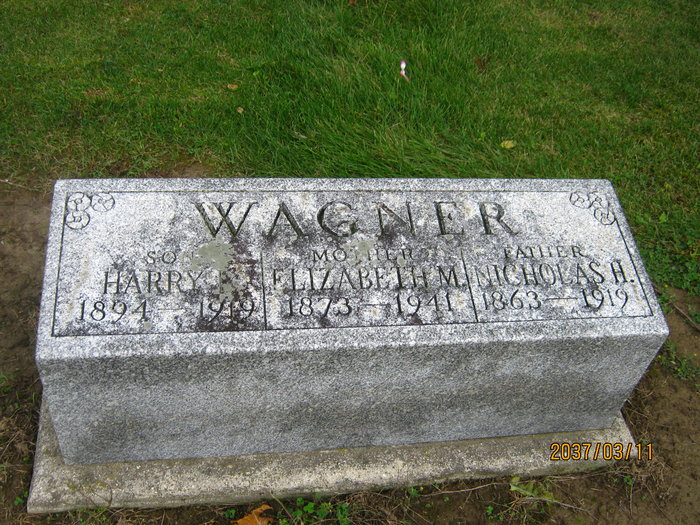 WAGNER
SON MOTHER FATHER
HARRY ELIZABETH M. NICHOLAS H.
1894 — 1919 1873 — 1941 1863 — 1919
2037/03/11